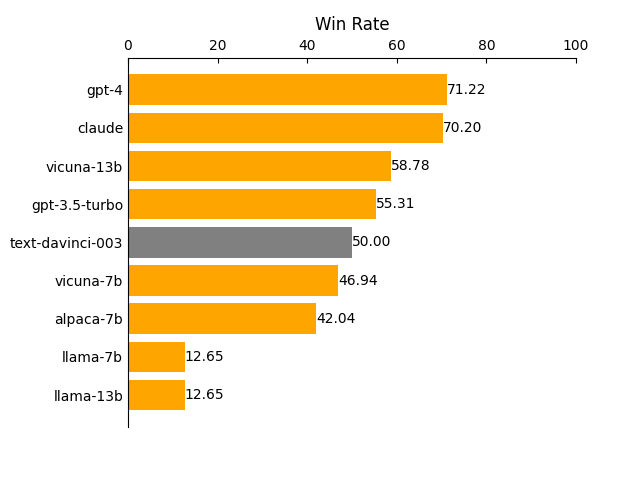 Win Rate
0 20 40 60 80 100
gpt-4 71.22
claude 70.20
vicuna-13b 58.78
gpt-3.5-turbo 55.31
text-davinci-003 50.00
vicuna-7b 46.94
alpaca-7b 42.04
llama-7b 12.65
llama-13b 12.65